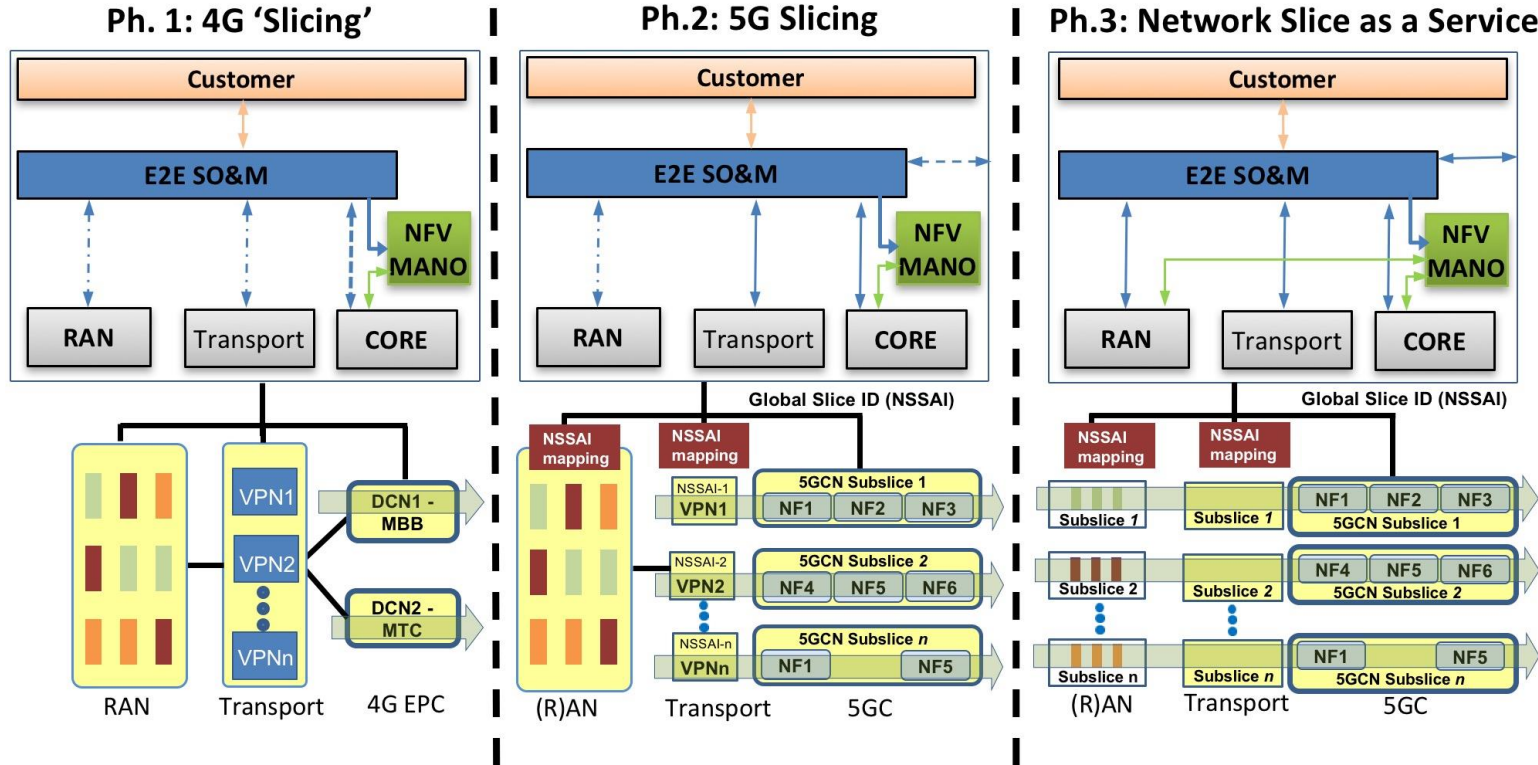 Ph. 1: 4G ‘Slicing’
Customer
E2E SO&M
NFV
MANO
RAN
Transport
CORE
VPN1
VPN2
VPNn
DCN1 -
MBB
DCN2 -
MTC
RAN
Transport
4G EPC
Ph.2: 5G Slicing
Customer
E2E SO&M
NFV
MANO
RAN
Transport
CORE
Global Slice ID (NSSAI)
NSSAI
mapping
NSSAI
mapping
NSSAI-1
VPN1
5GCN Subslice 1
NF1 NF2 NF3
NSSAI-2
VPN2
5GCN Subslice 2
NF4 NF5 NF6
NSSAI-n
VPNn
5GCN Subslice n
NF1 NF5
(R)AN
Transport
5GC
Ph.3: Network Slice as a Service
Customer
E2E SO&M
NFV
MANO
RAN
Transport
CORE
Global Slice ID (NSSAI)
NSSAI
mapping
NSSAI
mapping
Subslice 1
Subslice 1
NF1 NF2 NF3
5GCN Subslice 1
Subslice 2
Subslice 2
NF4 NF5 NF6
5GCN Subslice 2
Subslice n
Subslice n
NF1 NF5
5GCN Subslice n
(R)AN
Transport
5GC